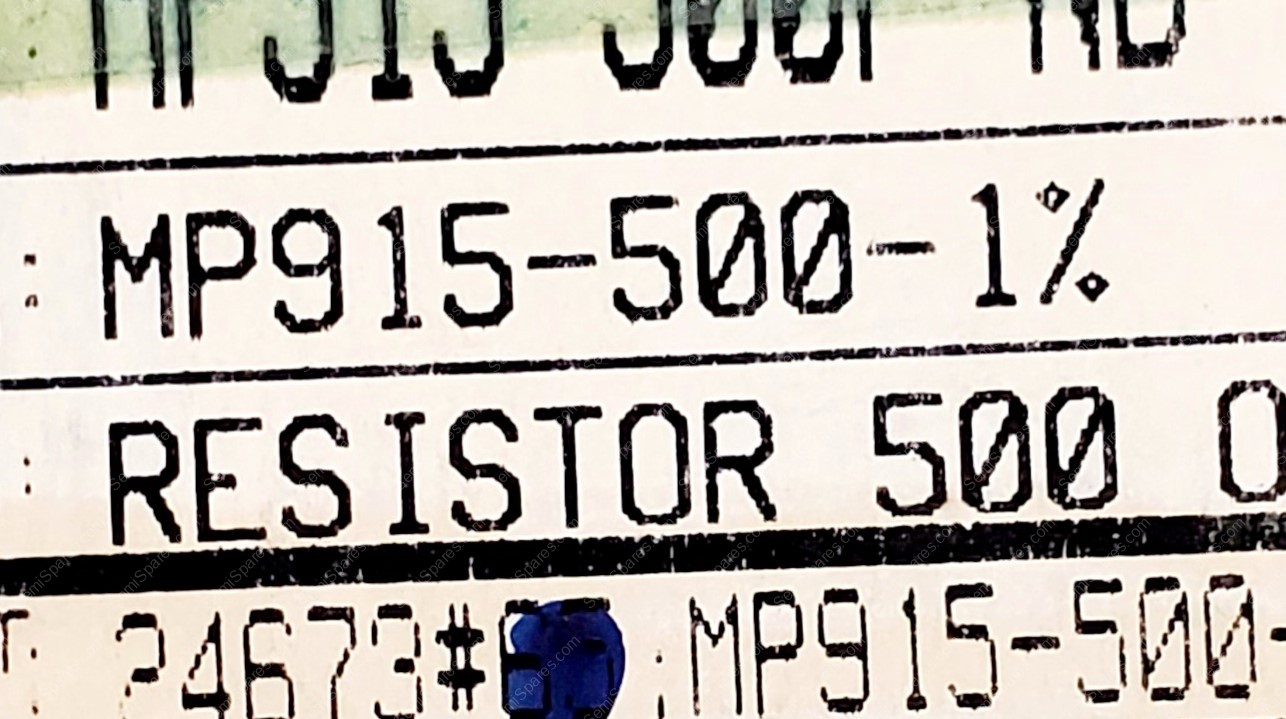 : MP915-500-1%
: RESISTOR 500 O
T: 24673# : MP915-500-